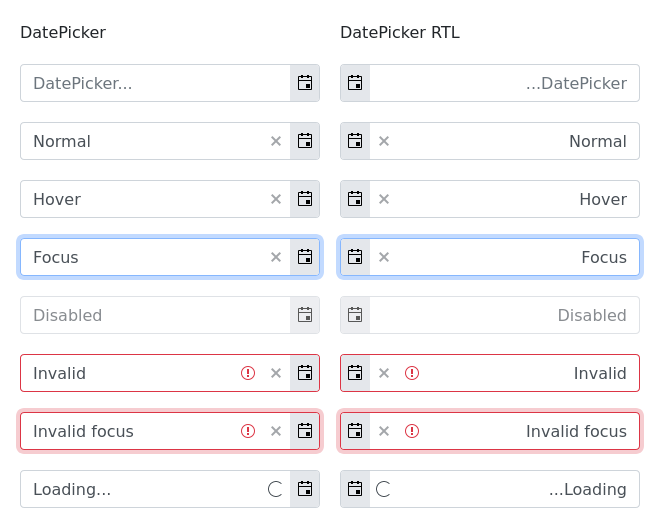 DatePicker
DatePicker RTL
DatePicker...
...DatePicker
Normal
Normal
Hover
Hover
Focus
Focus
Disabled
Disabled
Invalid
Invalid
Invalid focus
Invalid focus
Loading...
...Loading